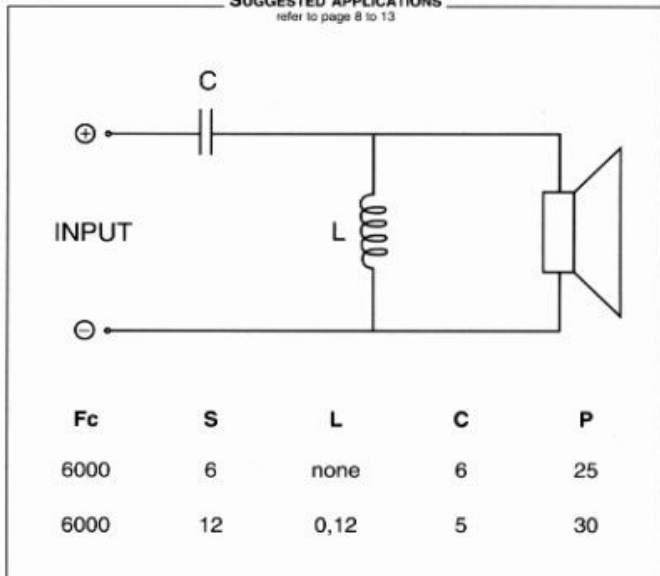 SUGGESTED APPLICATIONS
refer to page 8 to 13
C
+
INPUT
L
−
Fc S L C P
6000 6 none 6 25
6000 12 0,12 5 30